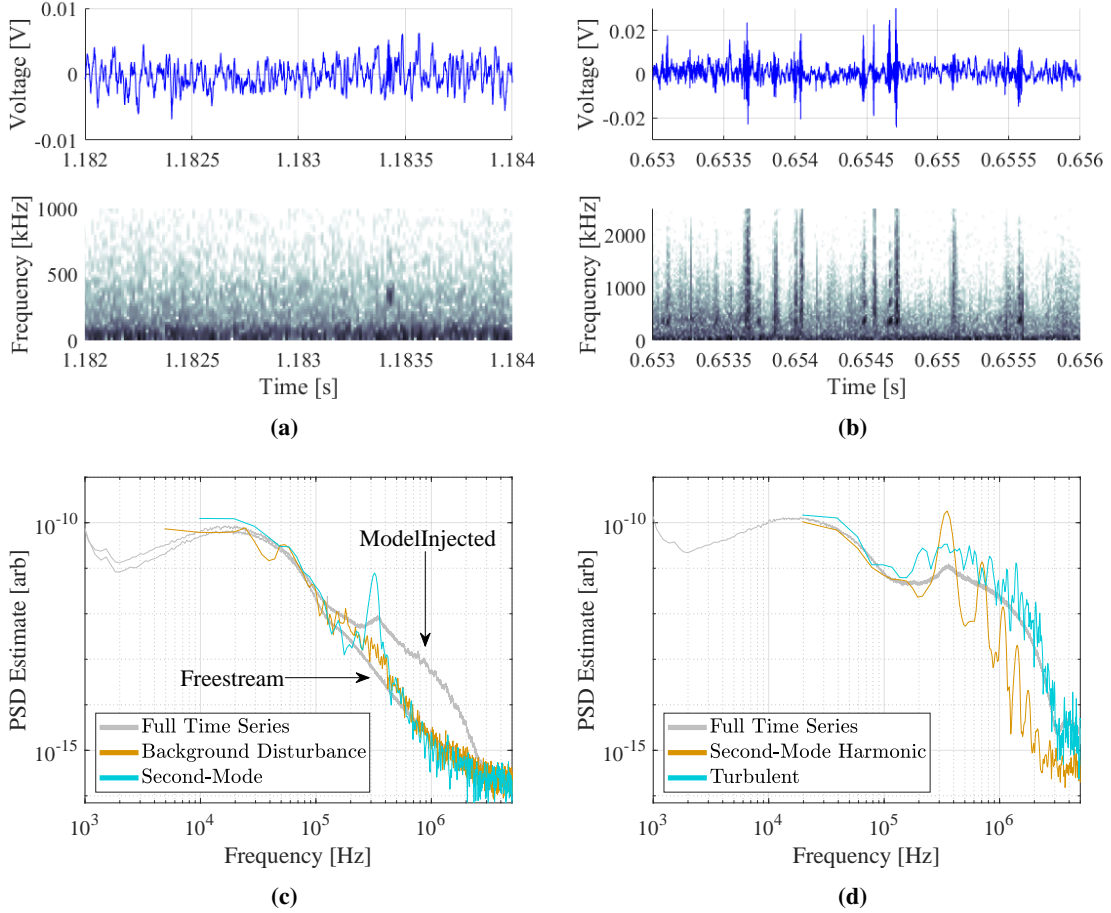 Voltage [V]
0.01
0
-0.01
1.182 1.1825 1.183 1.1835 1.184
Frequency [kHz]
1000
500
0
1.182 1.1825 1.183 1.1835 1.184
Time [s]
(a)
Voltage [V]
0.02
0
-0.02
0.653 0.6535 0.654 0.6545 0.655 0.6555 0.656
Frequency [kHz]
2000
1000
0
0.653 0.6535 0.654 0.6545 0.655 0.6555 0.656
Time [s]
(b)
PSD Estimate [arb]
10^-10
10^-15
ModelInjected
Freestream
Full Time Series
Background Disturbance
Second-Mode
10^3 10^4 10^5 10^6
Frequency [Hz]
(c)
PSD Estimate [arb]
10^-10
10^-15
Full Time Series
Second-Mode Harmonic
Turbulent
10^3 10^4 10^5 10^6
Frequency [Hz]
(d)